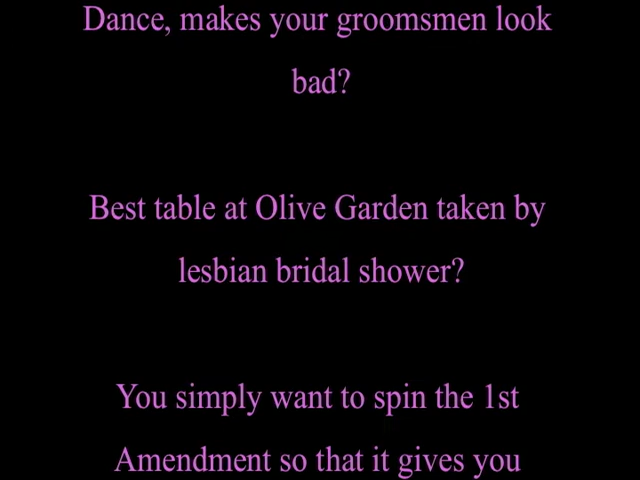 Dance, makes your groomsmen look
bad?
Best table at Olive Garden taken by
lesbian bridal shower?
You simply want to spin the 1st
Amendment so that it gives you